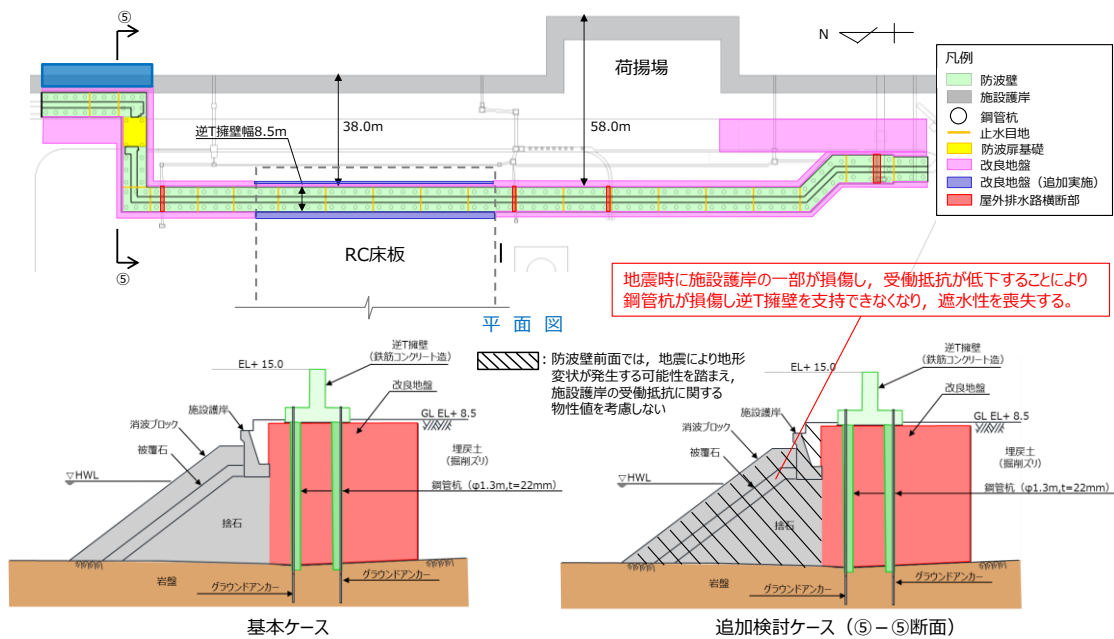 ⑤
N
荷揚場
38.0m
58.0m
逆T擁壁幅8.5m
RC床板
⑤
平 面 図
凡例
防波壁
施設護岸
鋼管杭
止水目地
防波扉基礎
改良地盤
改良地盤（追加実施）
屋外排水路横断部
地震時に施設護岸の一部が損傷し，受働抵抗が低下することにより
鋼管杭が損傷し逆T擁壁を支持できなくなり，遮水性を喪失する。
：防波壁前面では，地震により地形
変状が発生する可能性を踏まえ，
施設護岸の受働抵抗に関する
物性値を考慮しない
EL+ 15.0
逆T擁壁
（鉄筋コンクリート造）
改良地盤
施設護岸
GL EL+ 8.5
消波ブロック
被覆石
HWL
埋戻土
（掘削ズリ）
鋼管杭（φ1.3m,t=22mm）
捨石
岩盤
グラウンドアンカー
グラウンドアンカー
基本ケース
EL+ 15.0
逆T擁壁
（鉄筋コンクリート造）
改良地盤
施設護岸
GL EL+ 8.5
消波ブロック
被覆石
HWL
埋戻土
（掘削ズリ）
鋼管杭（φ1.3m,t=22mm）
捨石
岩盤
グラウンドアンカー
グラウンドアンカー
追加検討ケース（⑤－⑤断面）